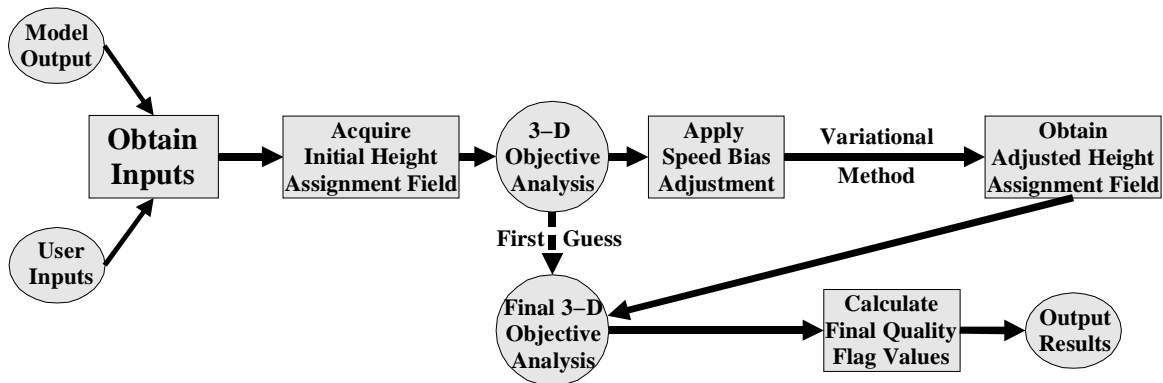 Model
Output
Obtain
Inputs
User
Inputs
Acquire
Initial Height
Assignment Field
3–D
Objective
Analysis
Apply
Speed Bias
Adjustment
Variational
Method
Obtain
Adjusted Height
Assignment Field
First Guess
Final 3–D
Objective
Analysis
Calculate
Final Quality
Flag Values
Output
Results